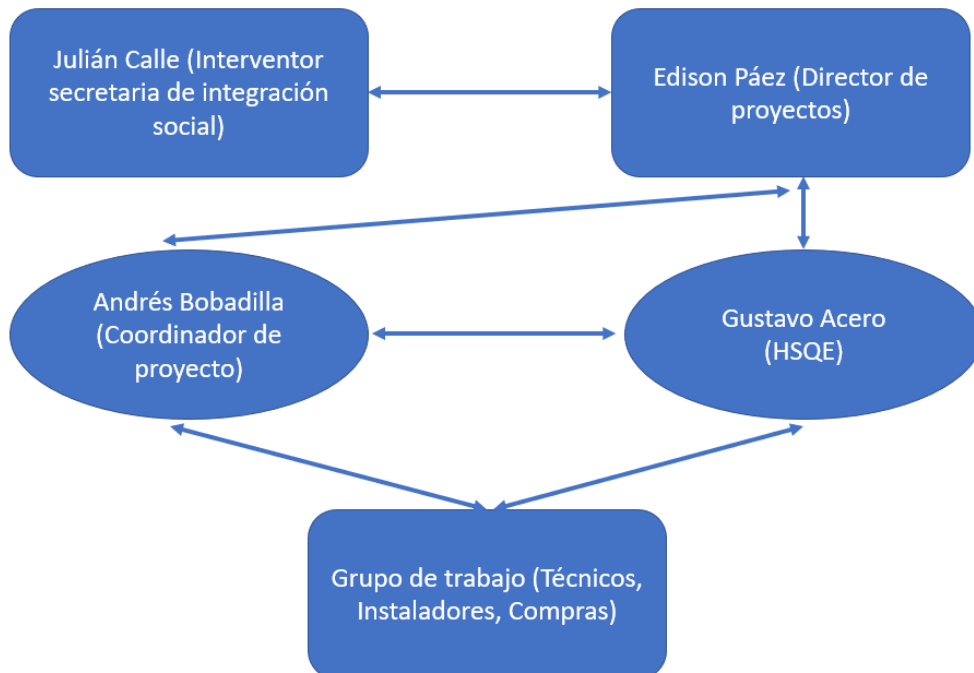 Julián Calle (Interventor
secretaria de integración
social)
Edison Páez (Director de
proyectos)
Andrés Bobadilla
(Coordinador de
proyecto)
Gustavo Acero
(HSQE)
Grupo de trabajo (Técnicos,
Instaladores, Compras)